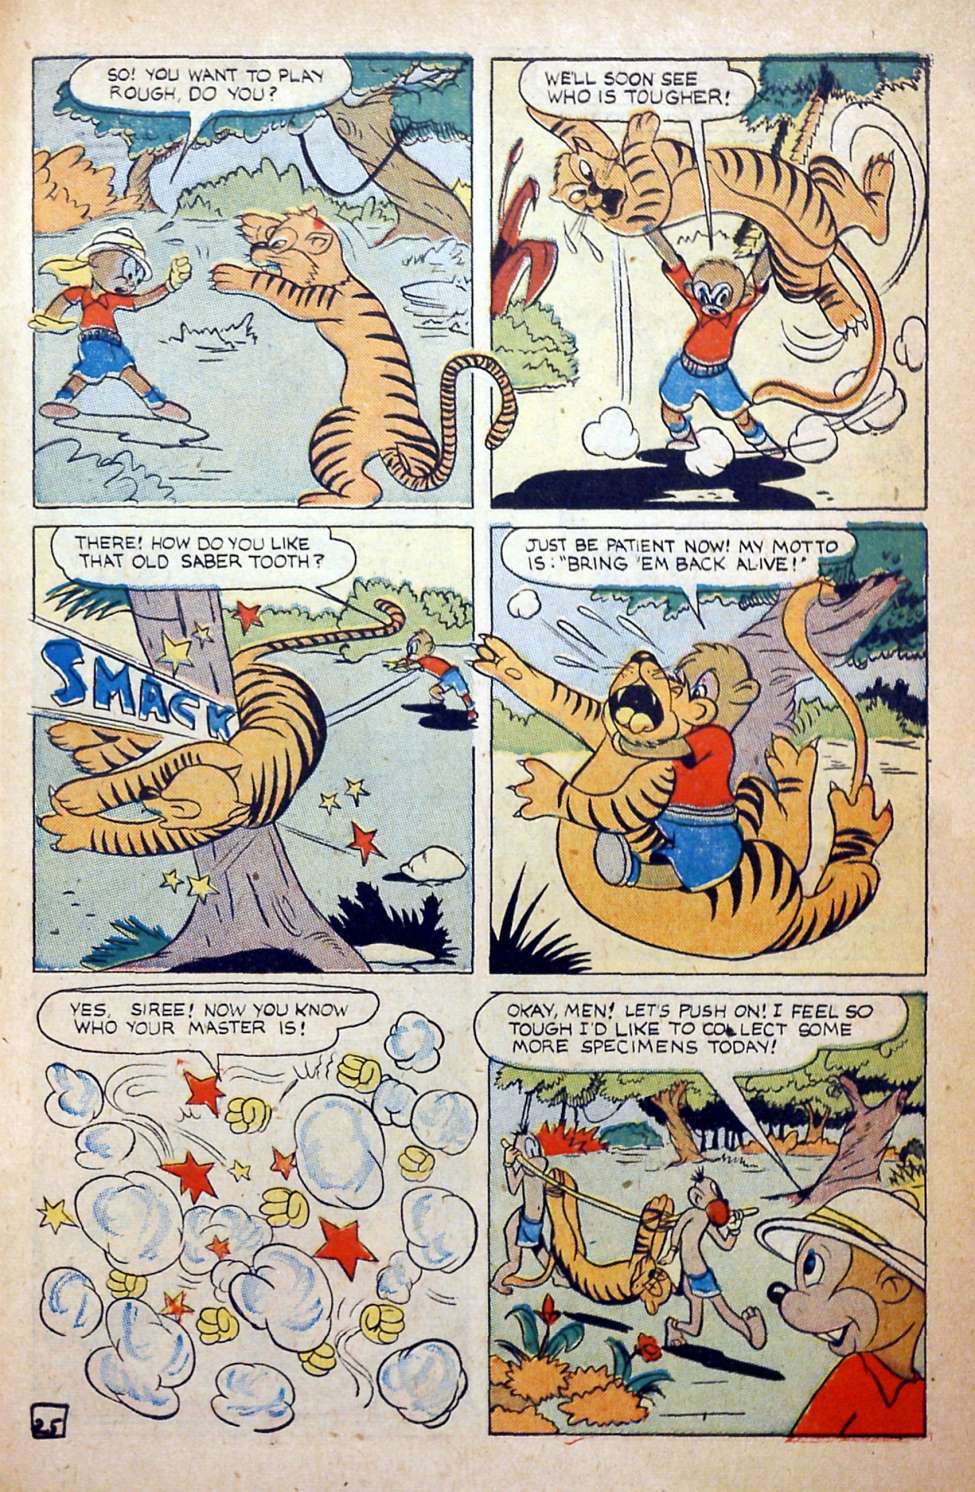 SO! YOU WANT TO PLAY
ROUGH, DO YOU?
WE'LL SOON SEE
WHO IS TOUGHER!
THERE! HOW DO YOU LIKE
THAT OLD SABER TOOTH?
SMACK
JUST BE PATIENT NOW! MY MOTTO
IS: "BRING 'EM BACK ALIVE!"
YES, SIREE! NOW YOU KNOW
WHO YOUR MASTER IS!
OKAY, MEN! LET'S PUSH ON! I FEEL SO
TOUGH I'D LIKE TO COLLECT SOME
MORE SPECIMENS TODAY!
25